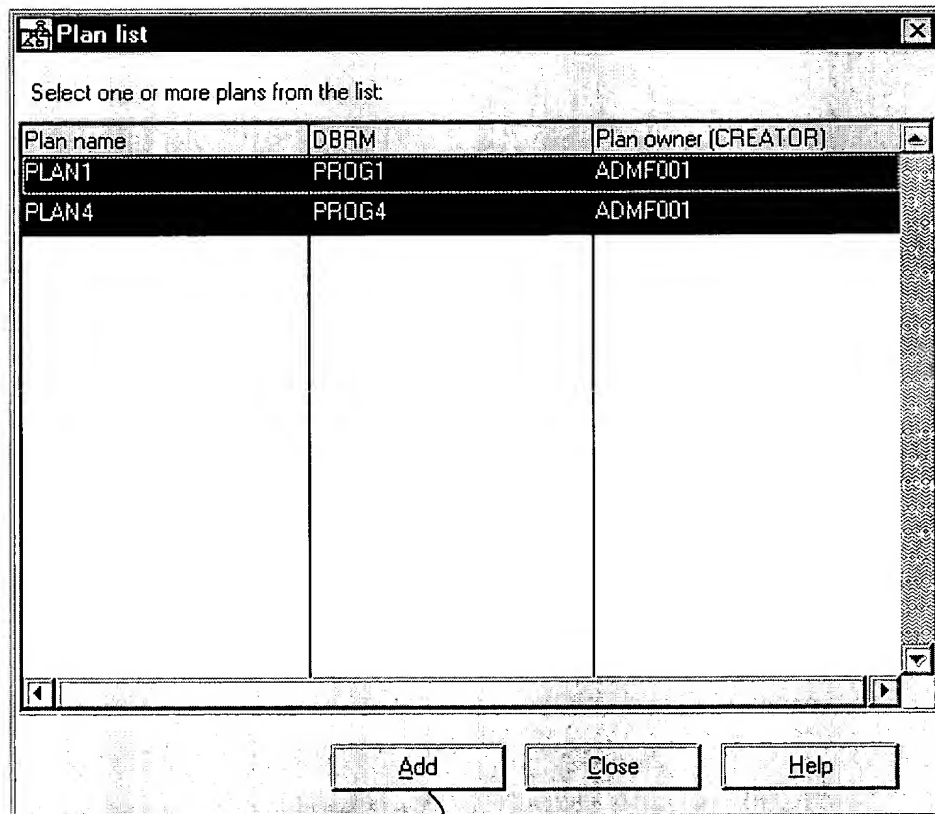 Plan list
Select one or more plans from the list:
Plan name DBRM Plan owner (CREATOR)
PLAN1 PROG1 ADMF001
PLAN4 PROG4 ADMF001
Add Close Help